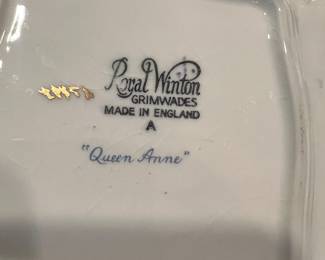 Royal Winton
GRIMWADES
MADE IN ENGLAND
A
"Queen Anne"